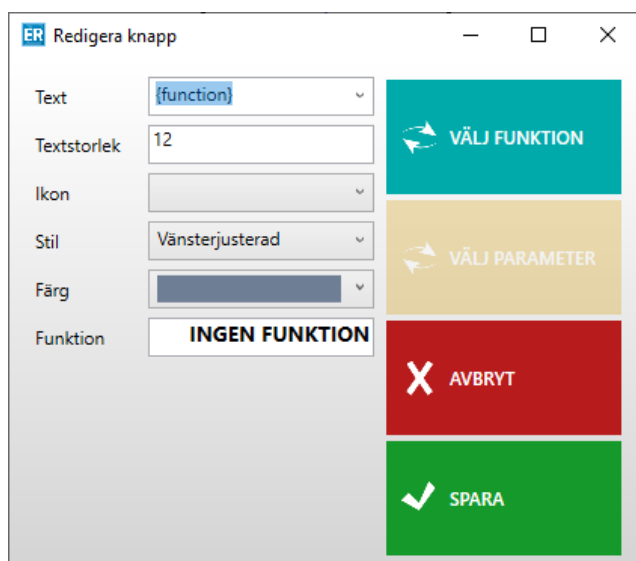 ER Redigera knapp
Text {function}
Textstorlek 12
Ikon
Stil Vänsterjusterad
Färg
Funktion INGEN FUNKTION
VÄLJ FUNKTION
VÄLJ PARAMETER
AVBRYT
SPARA